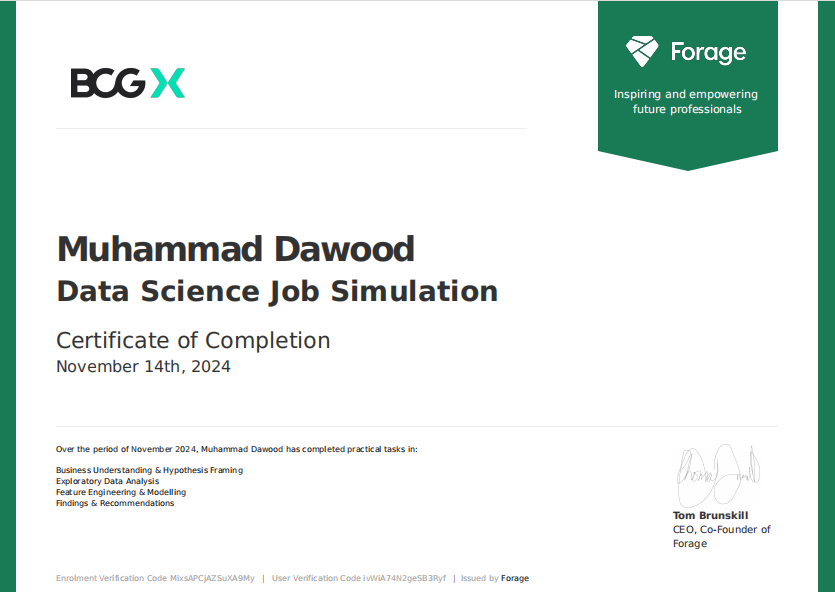 BCG X
Forage
Inspiring and empowering
future professionals
Muhammad Dawood
Data Science Job Simulation
Certificate of Completion
November 14th, 2024
Over the period of November 2024, Muhammad Dawood has completed practical tasks in:
Business Understanding & Hypothesis Framing
Exploratory Data Analysis
Feature Engineering & Modelling
Findings & Recommendations
Tom Brunskill
CEO, Co-Founder of
Forage
Enrolment Verification Code MixsAPCjAZSuXA9My | User Verification Code ivWiA74N2geSB3Ryf | Issued by Forage